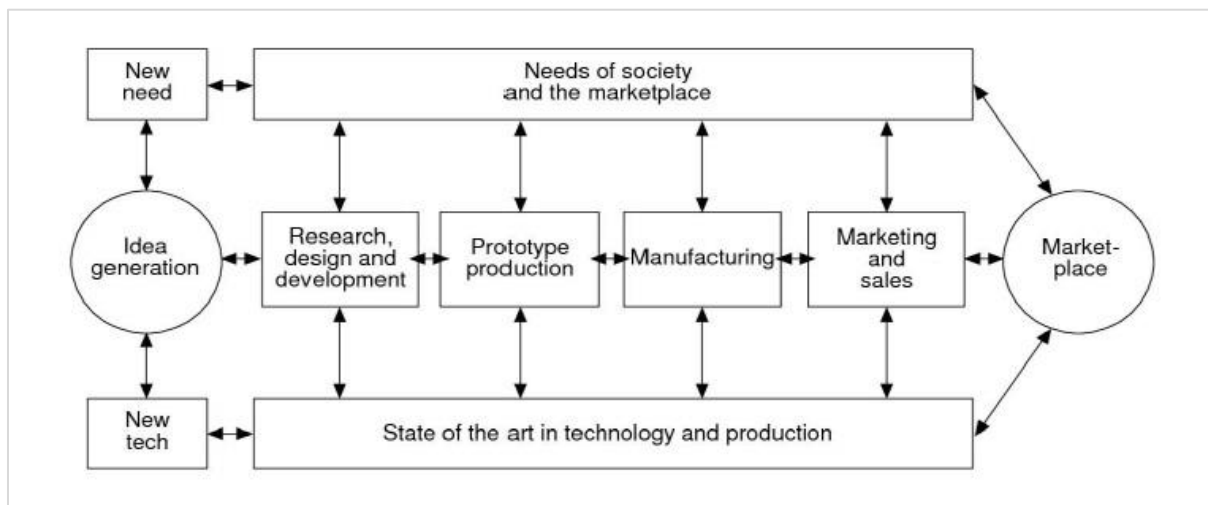 New
need
Needs of society
and the marketplace
Idea
generation
Research,
design and
development
Prototype
production
Manufacturing
Marketing
and
sales
Market-
place
New
tech
State of the art in technology and production